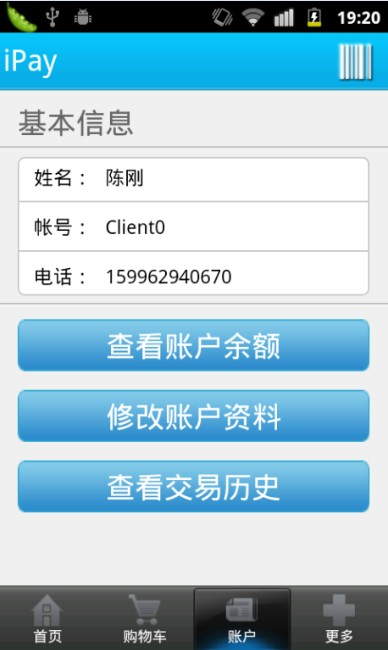 19:20
iPay
基本信息
姓名： 陈刚
帐号： Client0
电话： 159962940670
查看账户余额
修改账户资料
查看交易历史
首页 购物车 账户 更多